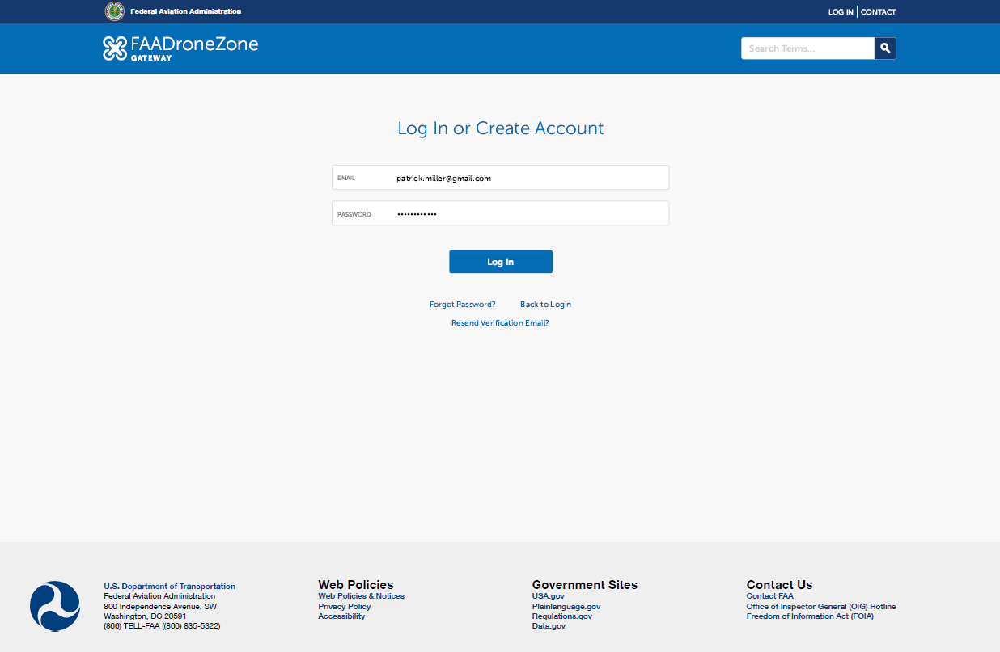 Federal Aviation Administration
LOG IN CONTACT
FAADroneZone
GATEWAY
Search Terms...
Log In or Create Account
EMAIL patrick.miller@gmail.com
PASSWORD ••••••••••••
Log In
Forgot Password? Back to Login
Resend Verification Email?
U.S. Department of Transportation
Federal Aviation Administration
800 Independence Avenue, SW
Washington, DC 20591
(866) TELL-FAA ((866) 835-5322)
Web Policies
Web Policies & Notices
Privacy Policy
Accessibility
Government Sites
USA.gov
Plainlanguage.gov
Regulations.gov
Data.gov
Contact Us
Contact FAA
Office of Inspector General (OIG) Hotline
Freedom of Information Act (FOIA)